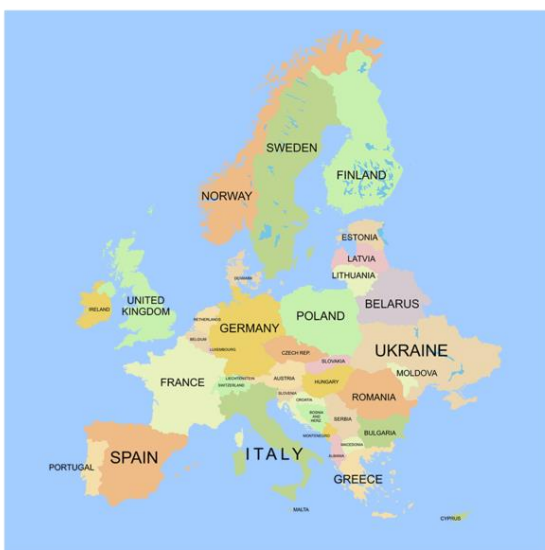 SWEDEN
FINLAND
NORWAY
ESTONIA
LATVIA
LITHUANIA
DENMARK
BELARUS
IRELAND
UNITED
KINGDOM
NETHERLANDS
POLAND
GERMANY
BELGIUM
LUXEMBOURG
UKRAINE
CZECH REP.
SLOVAKIA
MOLDOVA
FRANCE
LIECHTENSTEIN
SWITZERLAND
AUSTRIA
HUNGARY
SLOVENIA
CROATIA
ROMANIA
BOSNIA
AND
HERZ.
SERBIA
BULGARIA
MONTENEGRO
MACEDONIA
ITALY
ALBANIA
SPAIN
PORTUGAL
GREECE
MALTA
CYPRUS